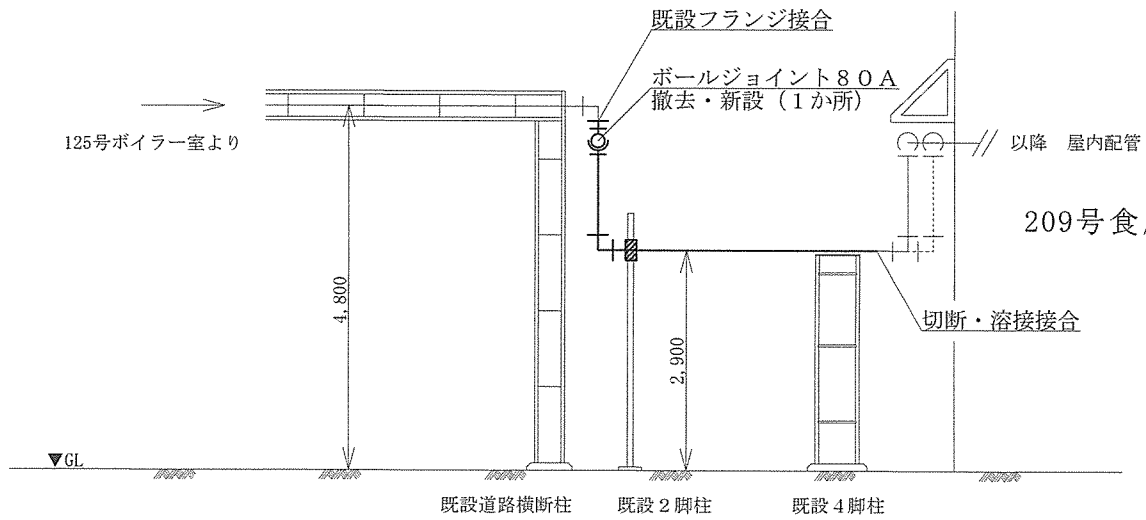 既設フランジ接合
ボールジョイント８０Ａ
撤去・新設（１か所）
125号ボイラー室より
以降　屋内配管
209号食
4,800
2,900
切断・溶接接合
▼GL
既設道路横断柱
既設２脚柱
既設４脚柱